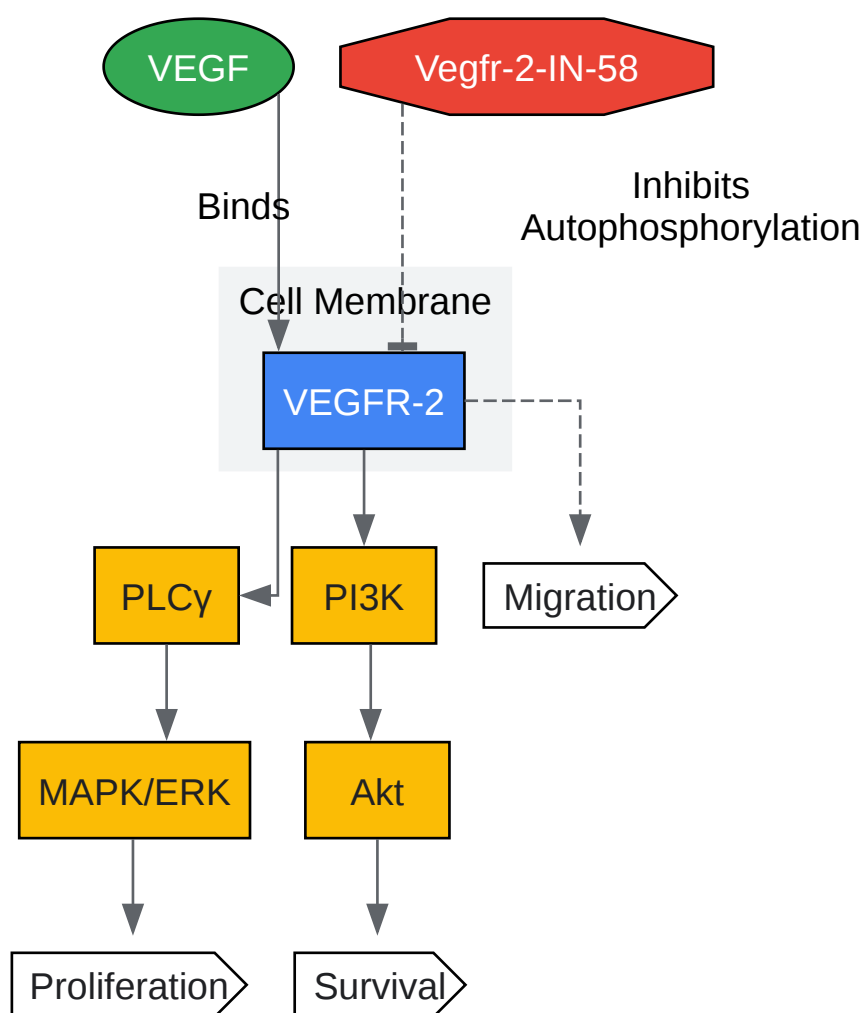 VEGF
Vegfr-2-IN-58
Binds
Inhibits
Autophosphorylation
Cell Membrane
VEGFR-2
PLCγ
PI3K
Migration
MAPK/ERK
Akt
Proliferation
Survival